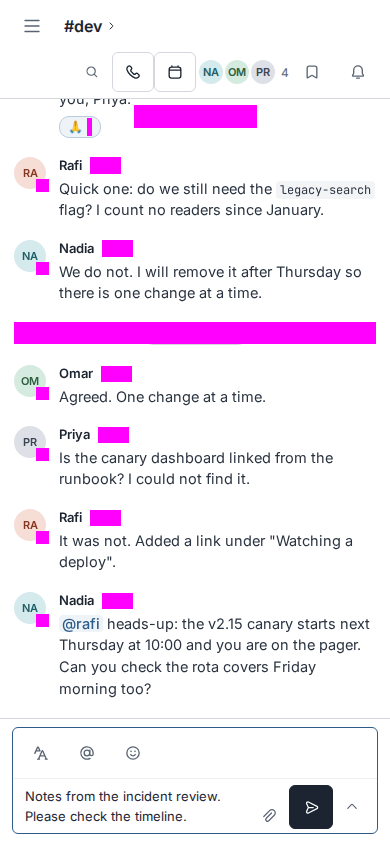 #dev
NA OM PR 4
you, Priya.
RA Rafi
Quick one: do we still need the legacy-search
flag? I count no readers since January.
NA Nadia
We do not. I will remove it after Thursday so
there is one change at a time.
OM Omar
Agreed. One change at a time.
PR Priya
Is the canary dashboard linked from the
runbook? I could not find it.
RA Rafi
It was not. Added a link under "Watching a
deploy".
NA Nadia
@rafi heads-up: the v2.15 canary starts next
Thursday at 10:00 and you are on the pager.
Can you check the rota covers Friday
morning too?
Notes from the incident review.
Please check the timeline.